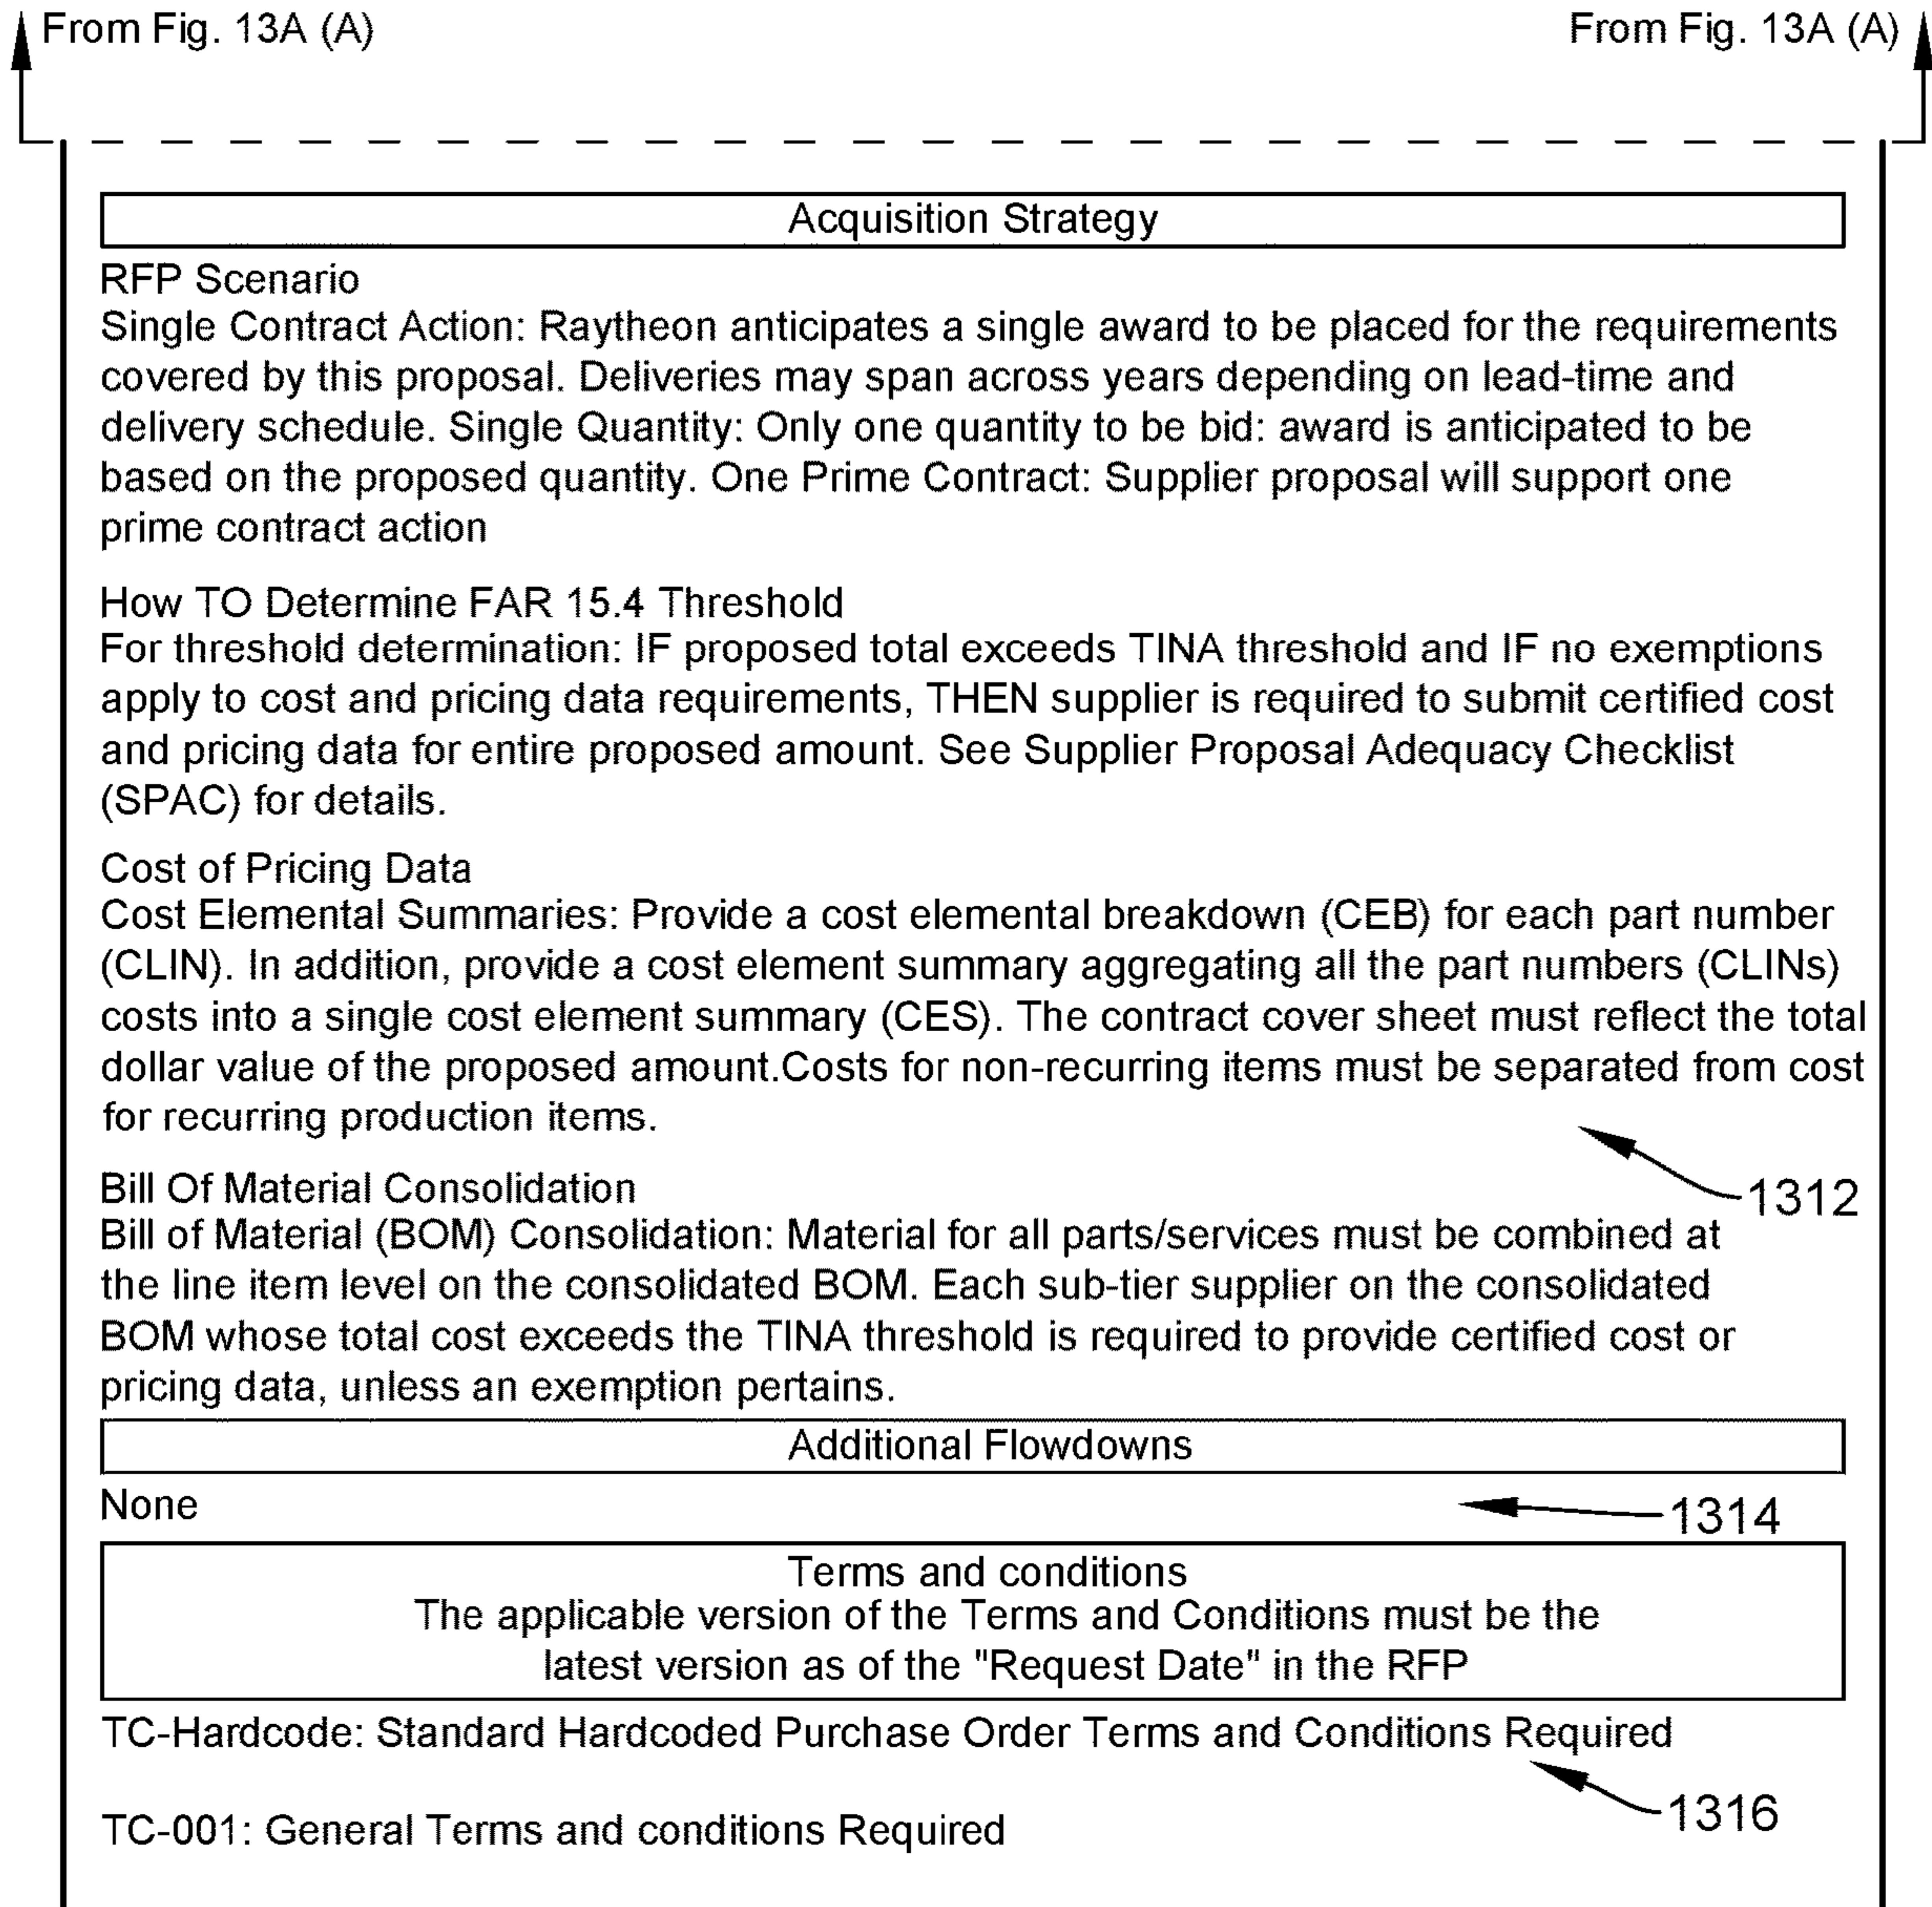 From Fig. 13A (A)
From Fig. 13A (A)
Acquisition Strategy
RFP Scenario
Single Contract Action: Raytheon anticipates a single award to be placed for the requirements
covered by this proposal. Deliveries may span across years depending on lead-time and
delivery schedule. Single Quantity: Only one quantity to be bid: award is anticipated to be
based on the proposed quantity. One Prime Contract: Supplier proposal will support one
prime contract action
How TO Determine FAR 15.4 Threshold
For threshold determination: IF proposed total exceeds TINA threshold and IF no exemptions
apply to cost and pricing data requirements, THEN supplier is required to submit certified cost
and pricing data for entire proposed amount. See Supplier Proposal Adequacy Checklist
(SPAC) for details.
Cost of Pricing Data
Cost Elemental Summaries: Provide a cost elemental breakdown (CEB) for each part number
(CLIN). In addition, provide a cost element summary aggregating all the part numbers (CLINs)
costs into a single cost element summary (CES). The contract cover sheet must reflect the total
dollar value of the proposed amount.Costs for non-recurring items must be separated from cost
for recurring production items.
1312
Bill Of Material Consolidation
Bill of Material (BOM) Consolidation: Material for all parts/services must be combined at
the line item level on the consolidated BOM. Each sub-tier supplier on the consolidated
BOM whose total cost exceeds the TINA threshold is required to provide certified cost or
pricing data, unless an exemption pertains.
Additional Flowdowns
None
1314
Terms and conditions
The applicable version of the Terms and Conditions must be the
latest version as of the "Request Date" in the RFP
TC-Hardcode: Standard Hardcoded Purchase Order Terms and Conditions Required
1316
TC-001: General Terms and conditions Required